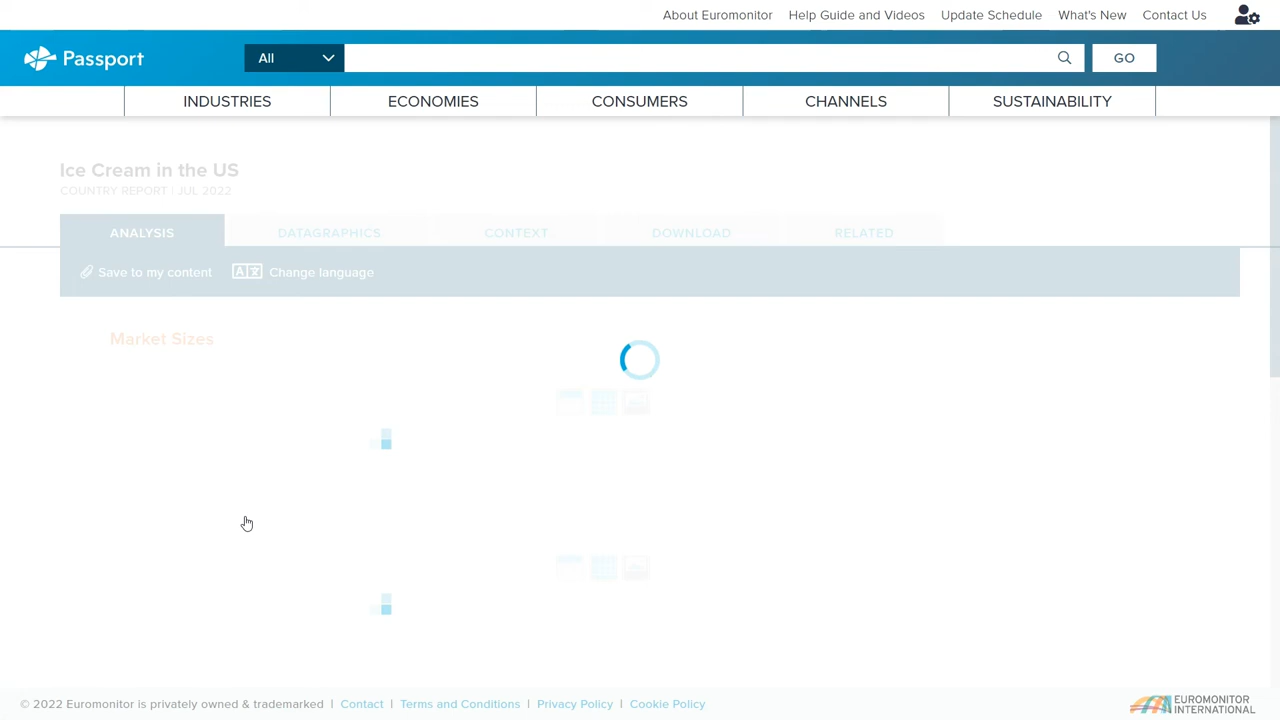 About Euromonitor Help Guide and Videos Update Schedule What's New Contact Us
Passport All GO
INDUSTRIES ECONOMIES CONSUMERS CHANNELS SUSTAINABILITY
Ice Cream in the US
COUNTRY REPORT | JUL 2022
ANALYSIS DATAGRAPHICS CONTEXT DOWNLOAD RELATED
Save to my content Change language
Market Sizes
© 2022 Euromonitor is privately owned & trademarked | Contact | Terms and Conditions | Privacy Policy | Cookie Policy
EUROMONITOR
INTERNATIONAL